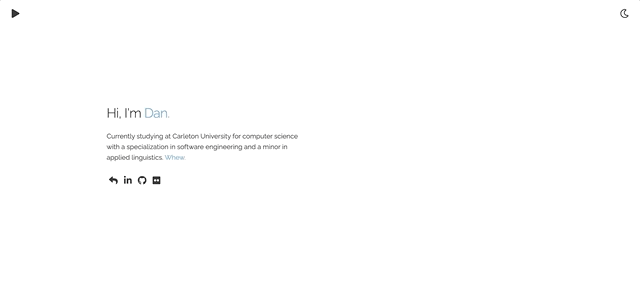 Hi, I'm Dan.
Currently studying at Carleton University for computer science
with a specialization in software engineering and a minor in
applied linguistics. Whew.